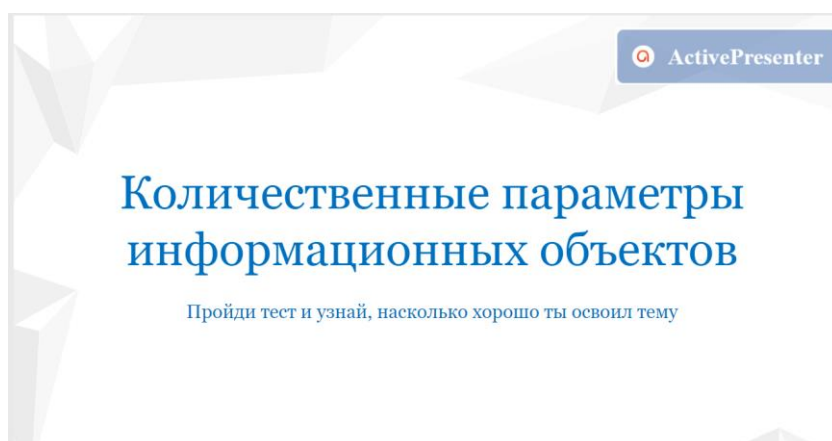 ActivePresenter
Количественные параметры
информационных объектов
Пройди тест и узнай, насколько хорошо ты освоил тему